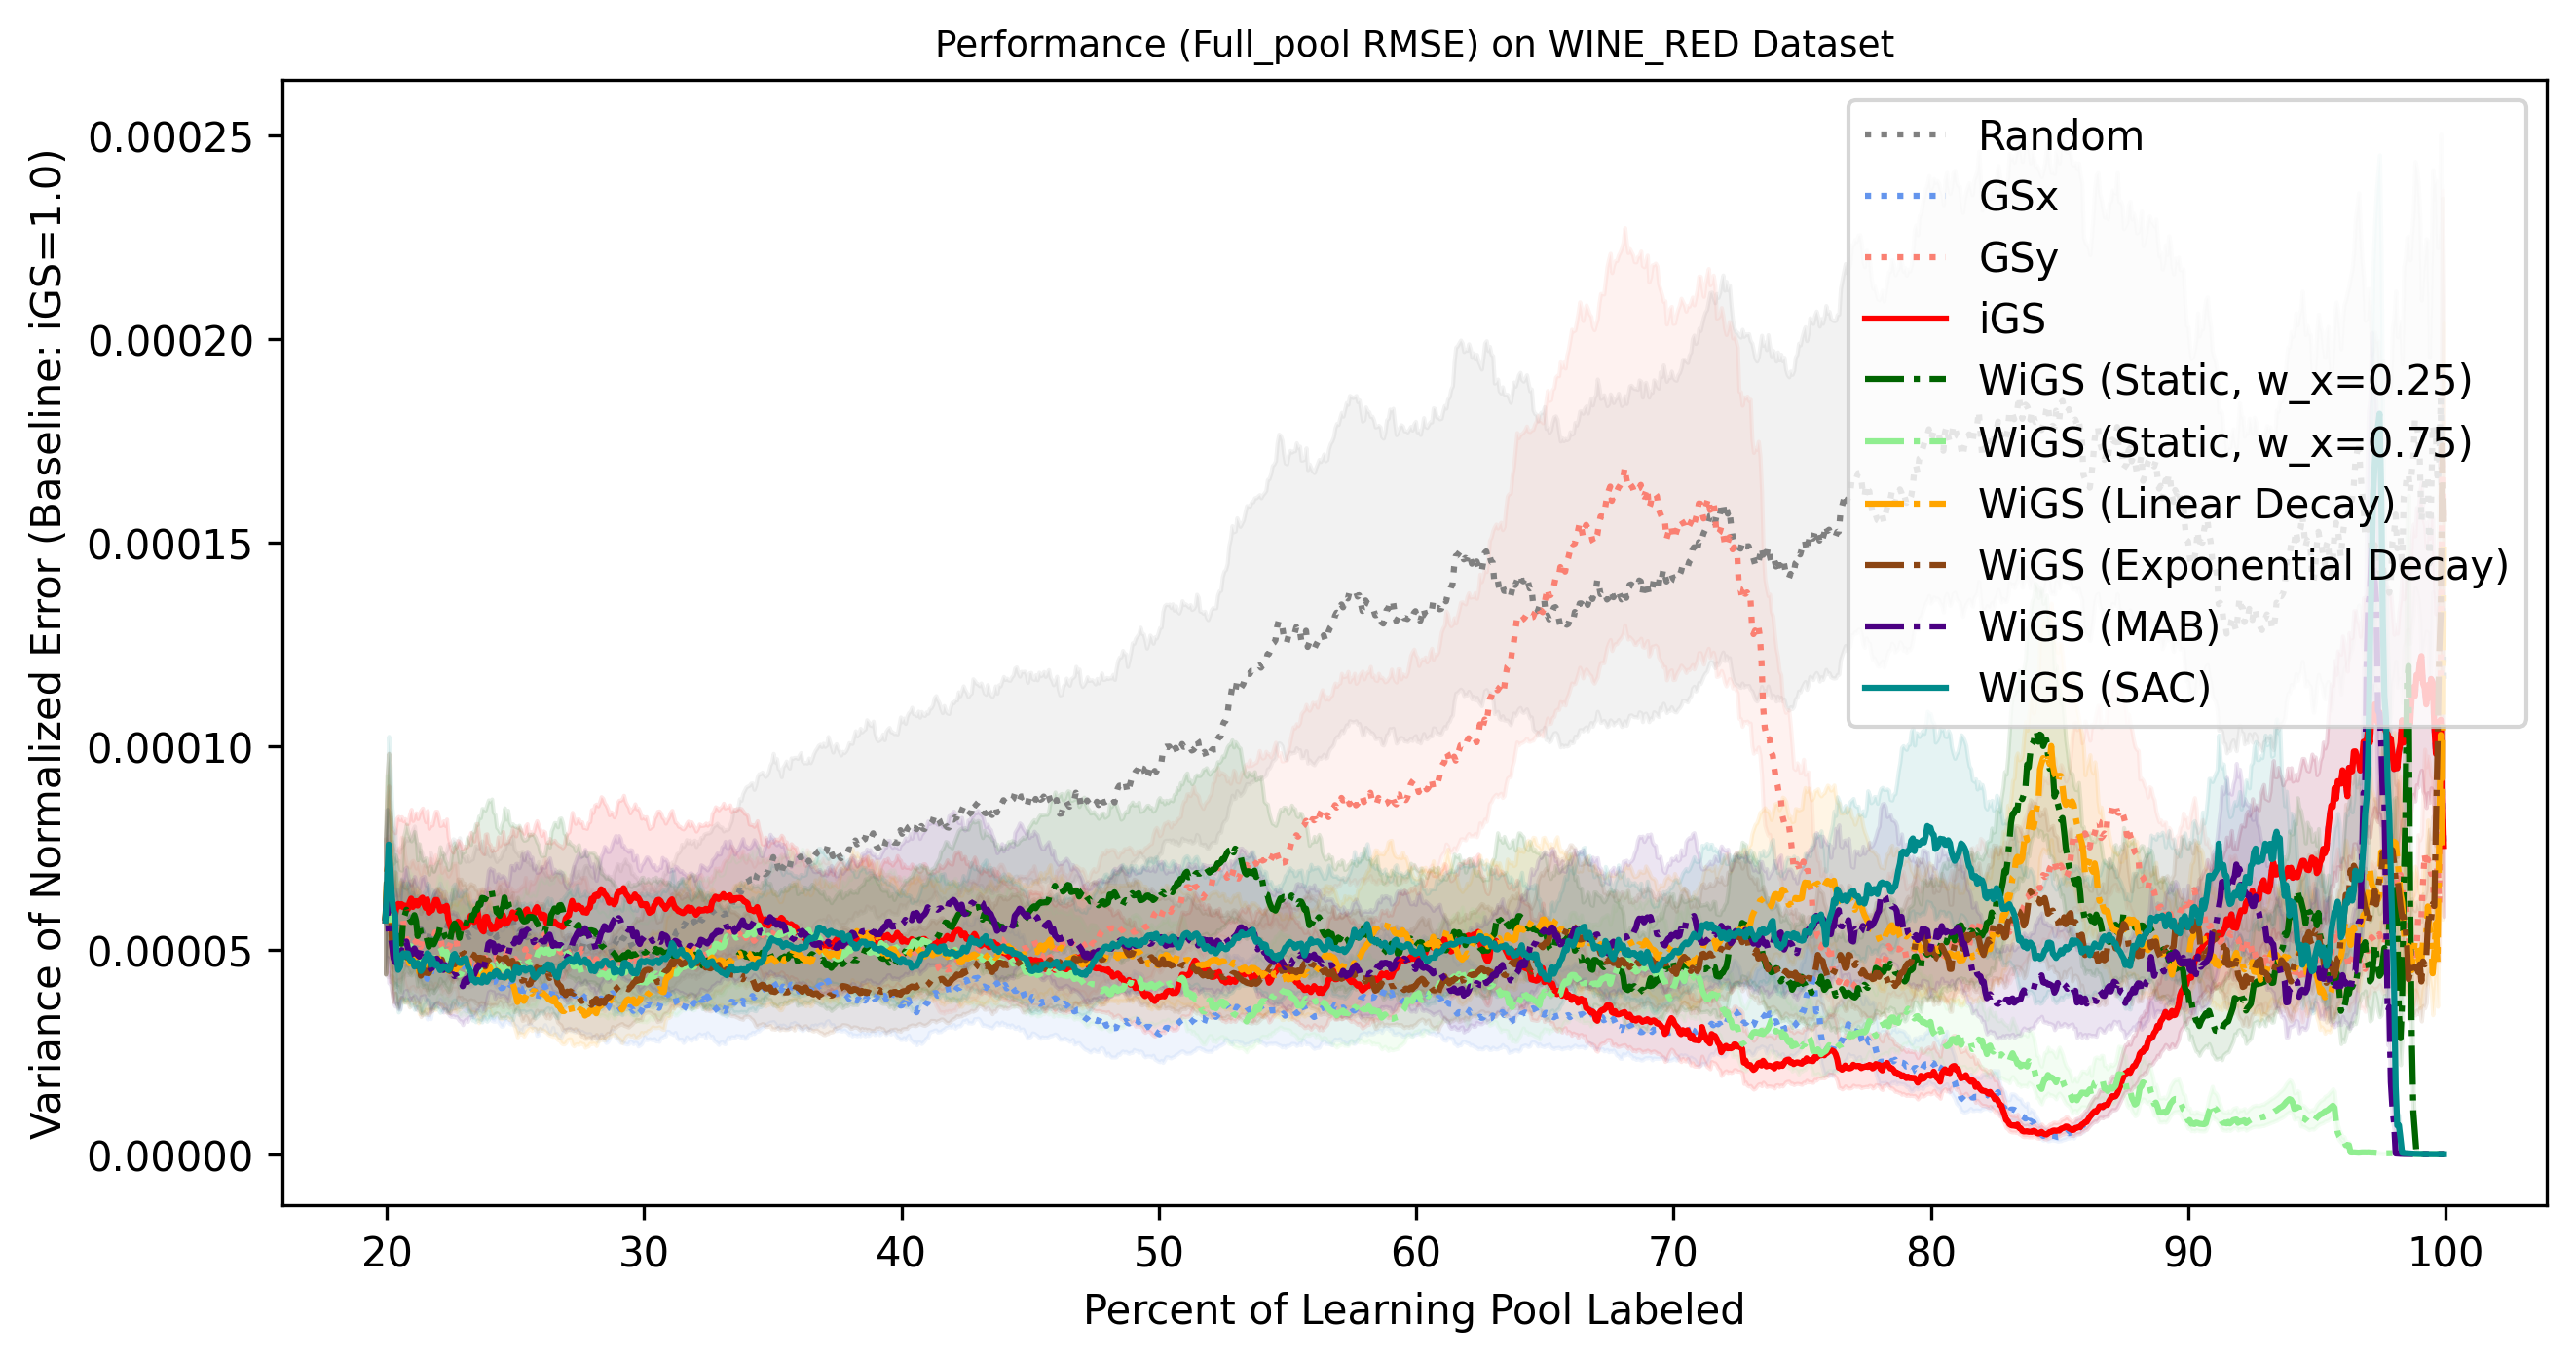 Performance (Full_pool RMSE) on WINE_RED Dataset
Variance of Normalized Error (Baseline: iGS=1.0)
0.00025
0.00020
0.00015
0.00010
0.00005
0.00000
Random
GSx
GSy
iGS
WiGS (Static, w_x=0.25)
WiGS (Static, w_x=0.75)
WiGS (Linear Decay)
WiGS (Exponential Decay)
WiGS (MAB)
WiGS (SAC)
20 30 40 50 60 70 80 90 100
Percent of Learning Pool Labeled